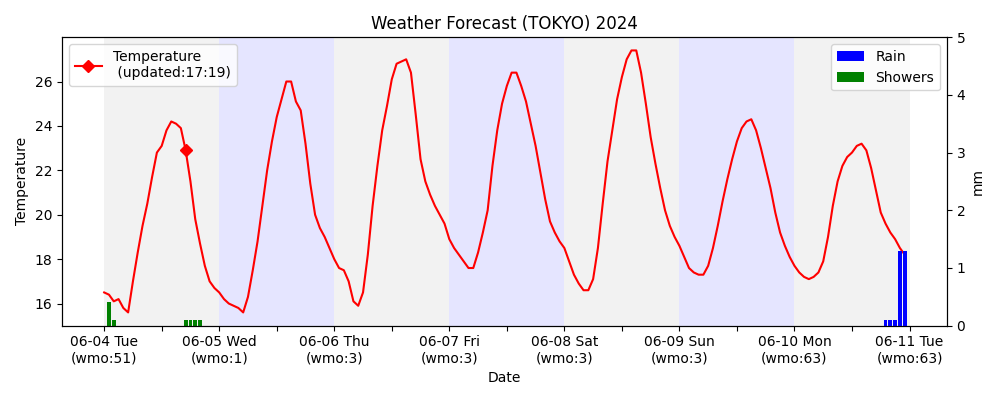 Weather Forecast (TOKYO) 2024
Temperature
(updated:17:19)
Rain
Showers
Temperature
26
24
22
20
18
16
5
4
3
2
1
0
mm
06-04 Tue
(wmo:51)
06-05 Wed
(wmo:1)
06-06 Thu
(wmo:3)
06-07 Fri
(wmo:3)
06-08 Sat
(wmo:3)
06-09 Sun
(wmo:3)
06-10 Mon
(wmo:63)
06-11 Tue
(wmo:63)
Date